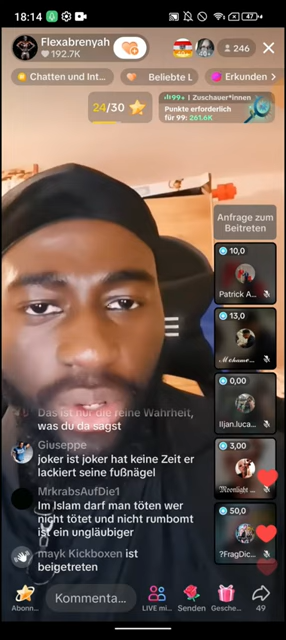 18:14
47
Flexabrenyah
192.7K
246
Chatten und Int...
Beliebte L
Erkunden >
24/30
99+ | Zuschauer*innen
Punkte erforderlich
für 99: 261.6K
Anfrage zum
Beitreten
10,0
Patrick A...
13,0
0,00
Iljan.luca...
3,00
Moonlight
50,0
?FragDic...
Das ist nur die reine Wahrheit,
was du da sagst
Giuseppe
joker ist joker hat keine Zeit er
lackiert seine fußnägel
MrkrabsAufDie1
Im Islam darf man töten wer
nicht tötet und nicht rumbomt
ist ein ungläubiger
mayk Kickboxen ist
beigetreten
Abonn...
Kommenta...
LIVE mi...
Senden
Gesche...
49